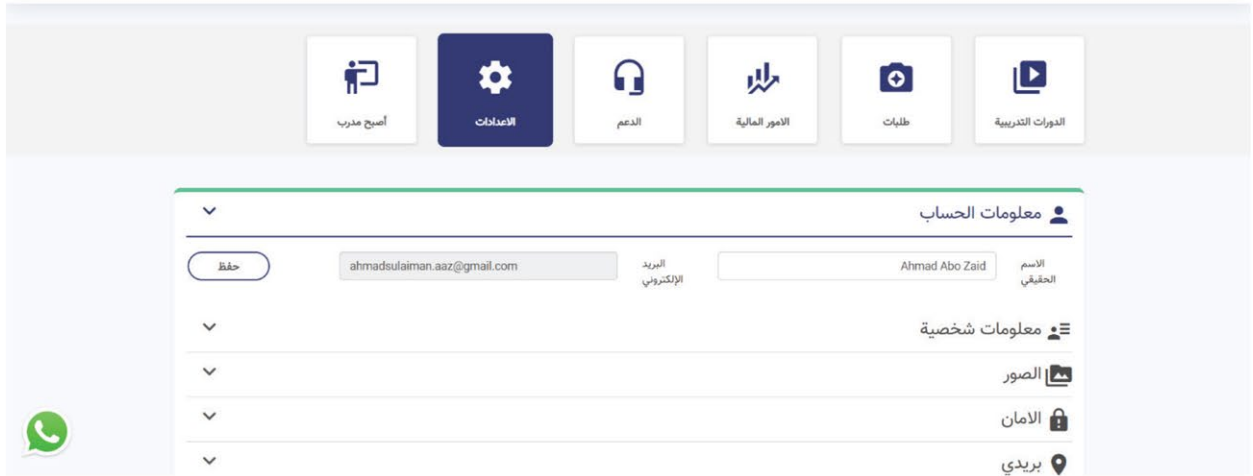 الدورات التدريبية
طلبات
الامور المالية
الدعم
الاعدادات
أصبح مدرب
معلومات الحساب
الاسم
الحقيقي
Ahmad Abo Zaid
البريد
الإلكتروني
ahmadsulaiman.aaz@gmail.com
حفظ
معلومات شخصية
الصور
الامان
بريدي